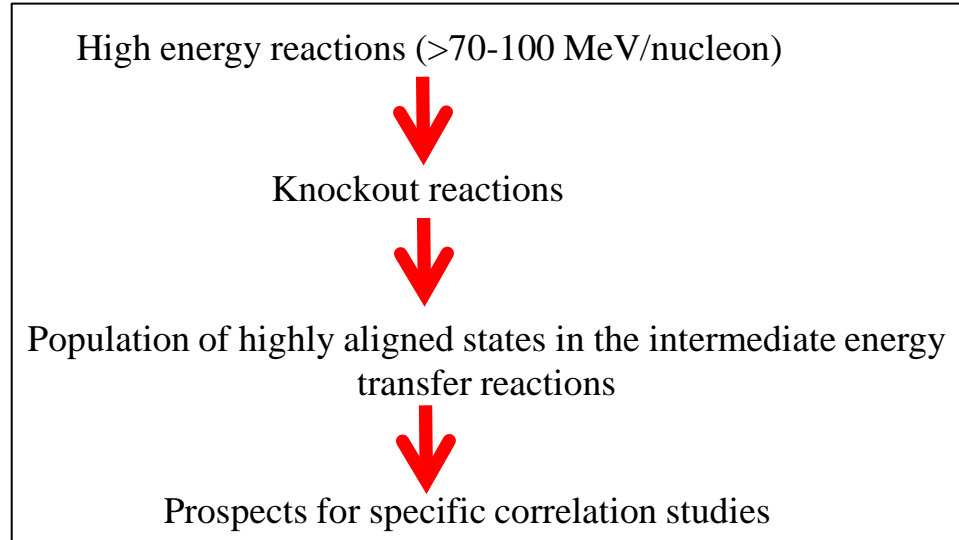 High energy reactions (>70-100 MeV/nucleon)
Knockout reactions
Population of highly aligned states in the intermediate energy
transfer reactions
Prospects for specific correlation studies